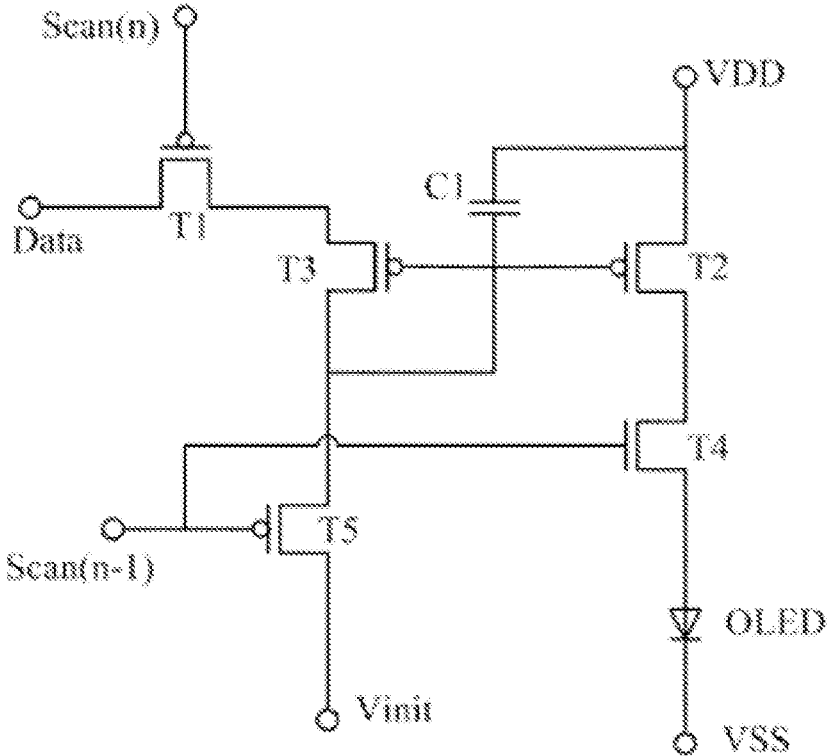 Scan(n)
VDD
C1
T1
Data
T3
T2
T4
T5
Scan(n-1)
OLED
Vinit
VSS